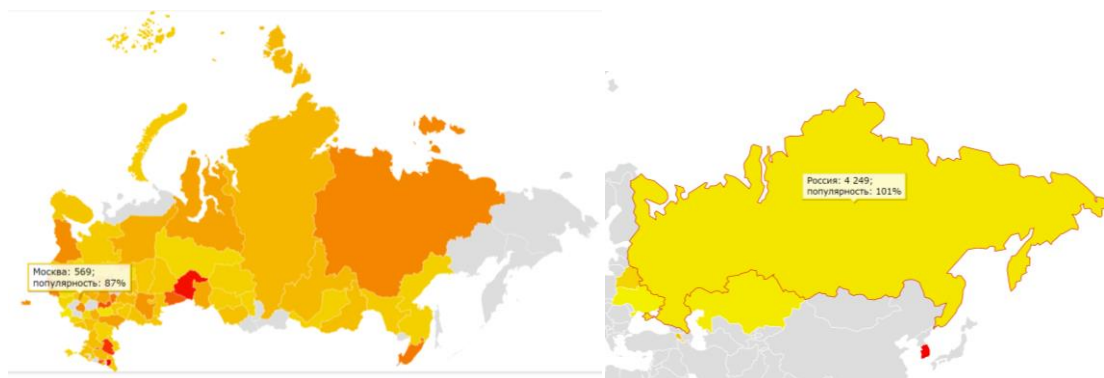 Москва: 569;
популярность: 87%
Россия: 4 249;
популярность: 101%